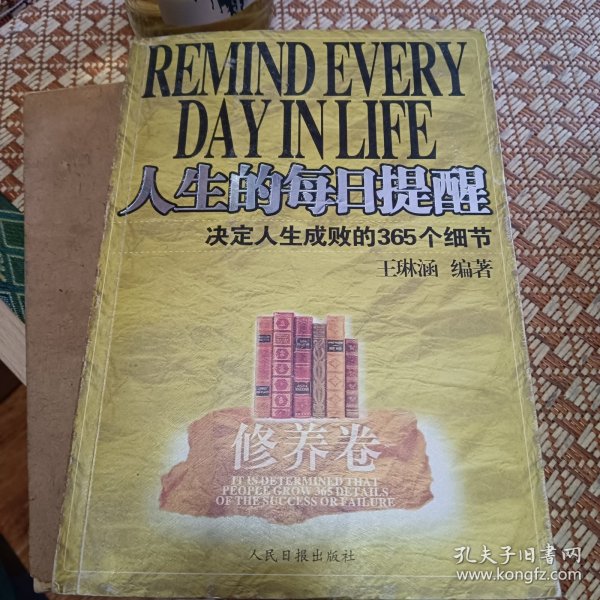 REMIND EVERY
DAY IN LIFE
人生的每日提醒
决定人生成败的365个细节
王琳涵 编著
修养卷
IT IS DETERMINED THAT
PEOPLE GROW 365 DETAILS
OF THE SUCCESS OR FAILURE
人民日报出版社
孔夫子旧书网
www.kongfz.com